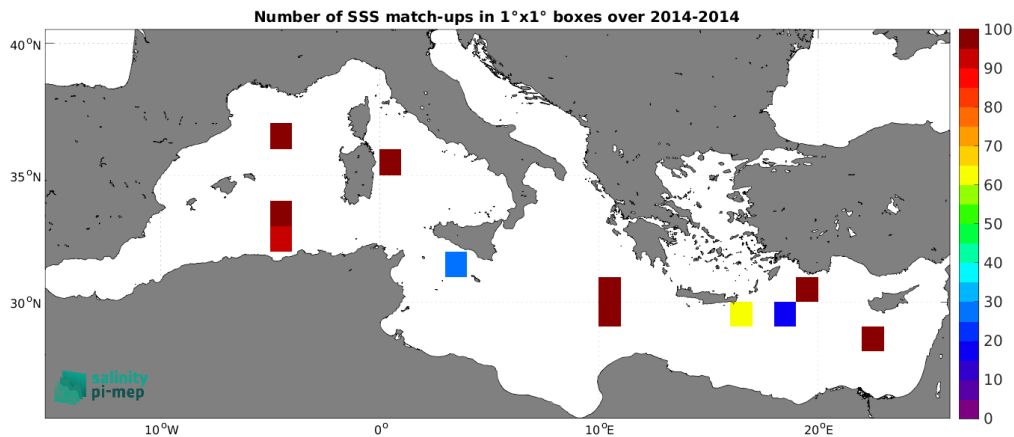 Number of SSS match-ups in 1°x1° boxes over 2014-2014
40°N
35°N
30°N
10°W
0°
10°E
20°E
100
90
80
70
60
50
40
30
20
10
0
salinity
pi-mep